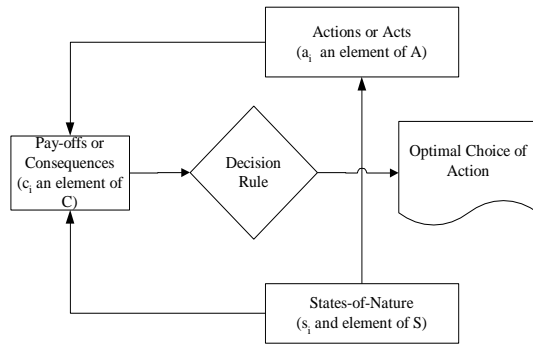 Actions or Acts
(aᵢ an element of A)
Pay-offs or
Consequences
(cᵢ an element of
C)
Decision
Rule
Optimal Choice of
Action
States-of-Nature
(sᵢ and element of S)